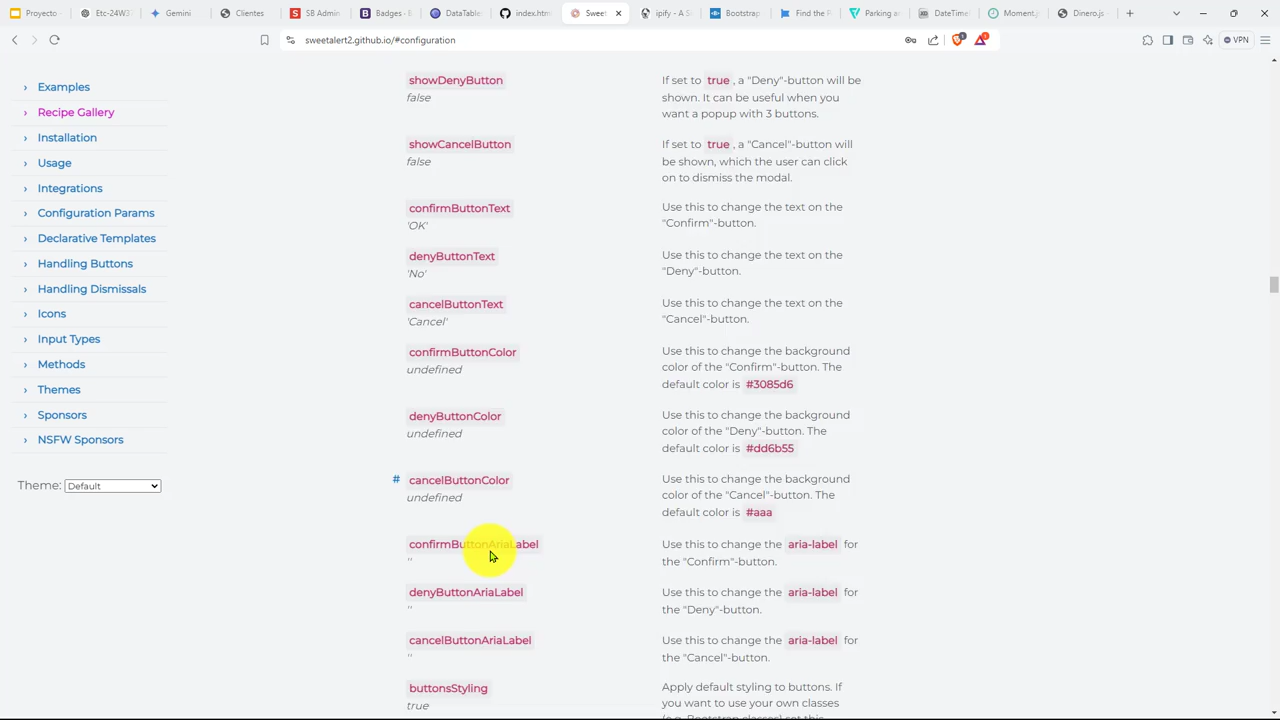 Proyecto
Etc-24W37
Gemini
Clientes
SB Admin
Badges - B
DataTable
index.htm
Sweet
ipify - A S
Bootstrap
Find the P
Parking a
DateTime
Moment.j
Dinero.js -
sweetalert2.github.io/#configuration
VPN
Examples
Recipe Gallery
Installation
Usage
Integrations
Configuration Params
Declarative Templates
Handling Buttons
Handling Dismissals
Icons
Input Types
Methods
Themes
Sponsors
NSFW Sponsors
Theme: Default
showDenyButton
false
If set to true , a "Deny"-button will be
shown. It can be useful when you
want a popup with 3 buttons.
showCancelButton
false
If set to true , a "Cancel"-button will
be shown, which the user can click
on to dismiss the modal.
confirmButtonText
'OK'
Use this to change the text on the
"Confirm"-button.
denyButtonText
'No'
Use this to change the text on the
"Deny"-button.
cancelButtonText
'Cancel'
Use this to change the text on the
"Cancel"-button.
confirmButtonColor
undefined
Use this to change the background
color of the "Confirm"-button. The
default color is #3085d6
denyButtonColor
undefined
Use this to change the background
color of the "Deny"-button. The
default color is #dd6b55
# cancelButtonColor
undefined
Use this to change the background
color of the "Cancel"-button. The
default color is #aaa
confirmButtonAriaLabel
''
Use this to change the aria-label for
the "Confirm"-button.
denyButtonAriaLabel
''
Use this to change the aria-label for
the "Deny"-button.
cancelButtonAriaLabel
''
Use this to change the aria-label for
the "Cancel"-button.
buttonsStyling
true
Apply default styling to buttons. If
you want to use your own classes
(e.g. Bootstrap classes) set this